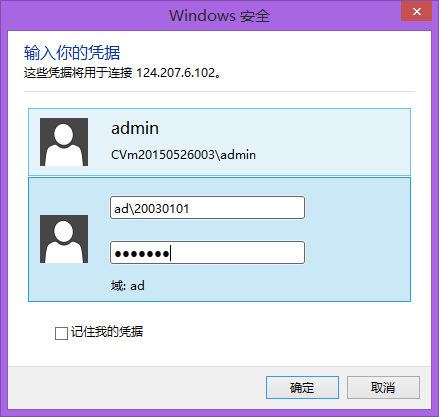 Windows 安全
输入你的凭据
这些凭据将用于连接 124.207.6.102。
admin
CVm20150526003\admin
ad\20030101
●●●●●●●
域: ad
记住我的凭据
确定
取消